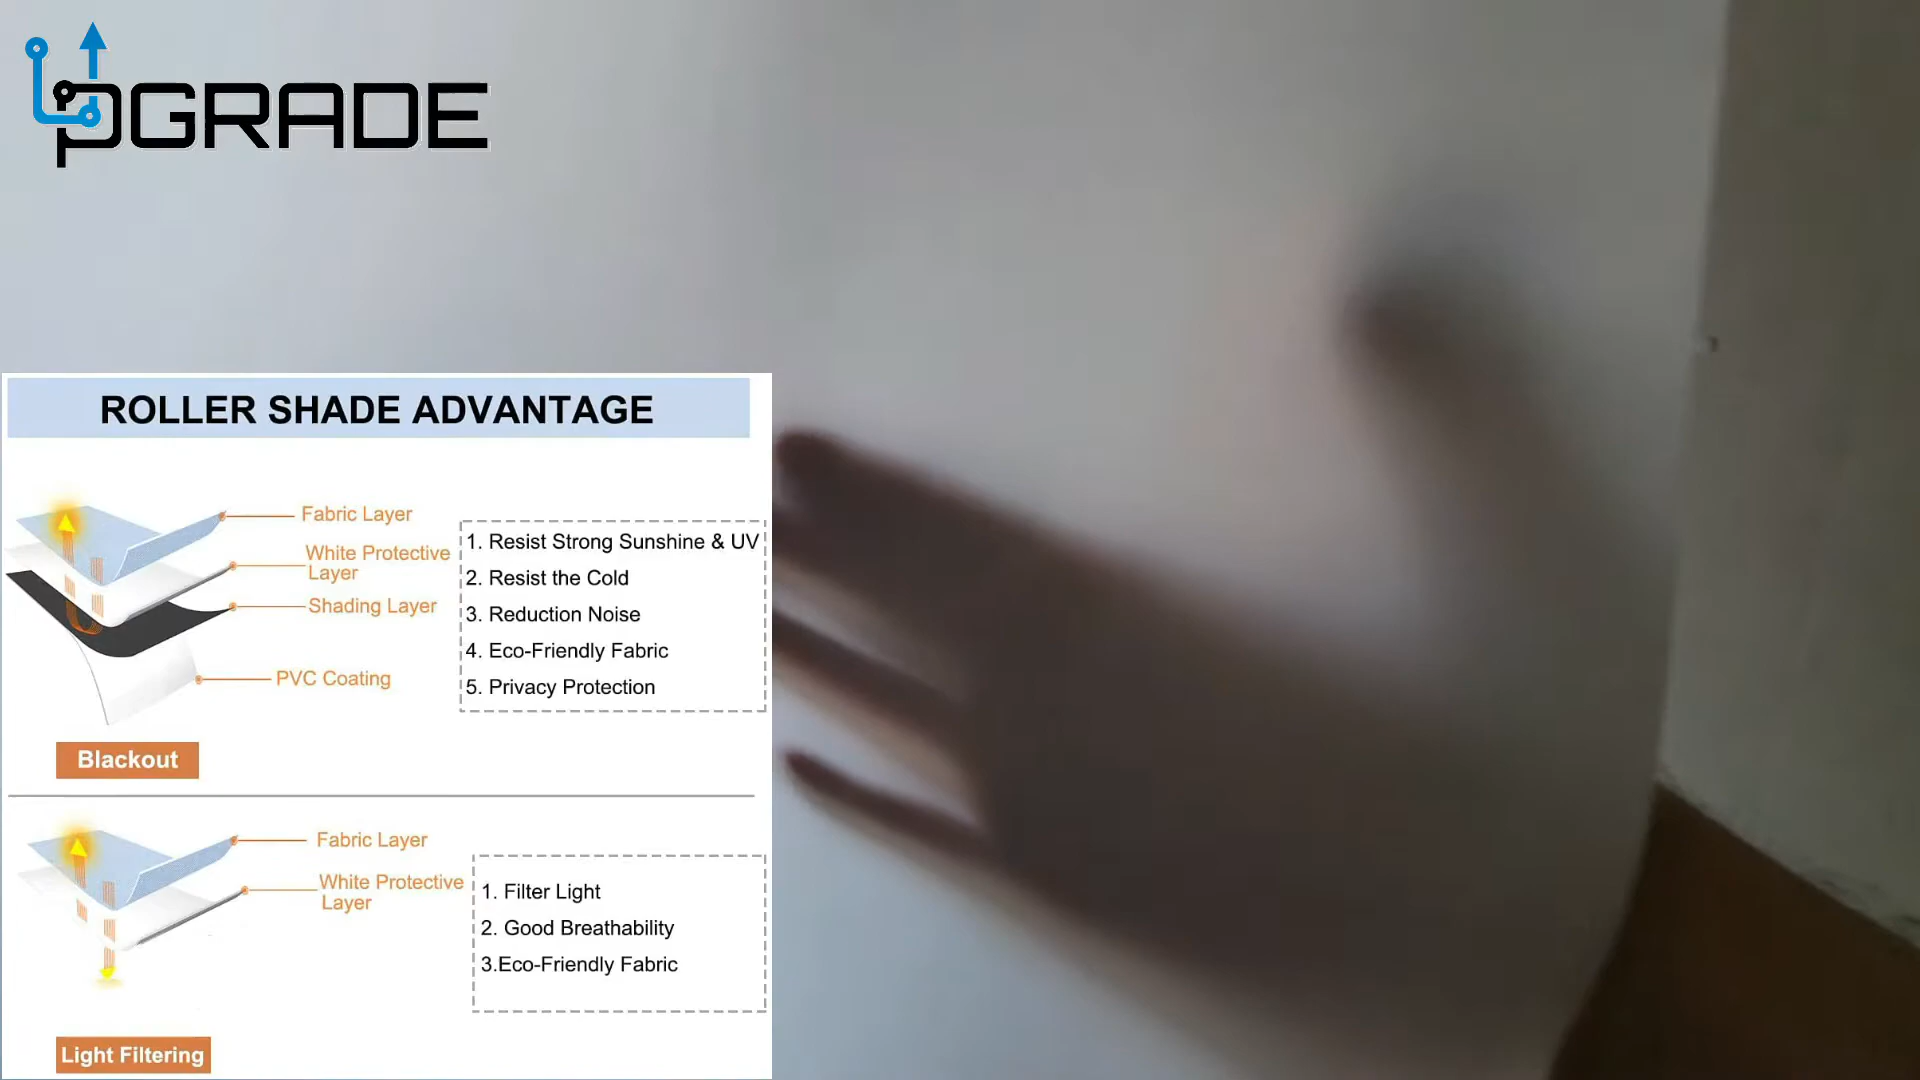 UpGRADE
ROLLER SHADE ADVANTAGE
Fabric Layer
White Protective
Layer
Shading Layer
PVC Coating
1. Resist Strong Sunshine & UV
2. Resist the Cold
3. Reduction Noise
4. Eco-Friendly Fabric
5. Privacy Protection
Blackout
Fabric Layer
White Protective
Layer
1. Filter Light
2. Good Breathability
3.Eco-Friendly Fabric
Light Filtering